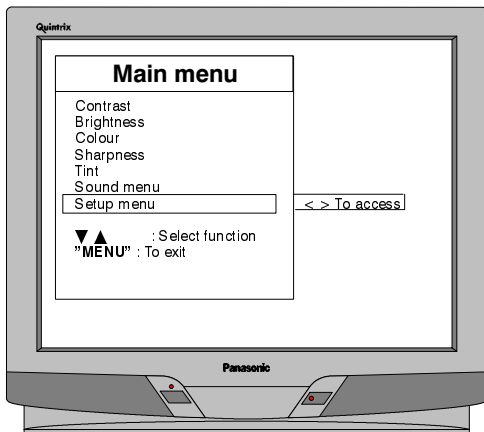 Quintrix
Main menu
Contrast
Brightness
Colour
Sharpness
Tint
Sound menu
Setup menu
< > To access
▼ ▲ : Select function
”MENU” : To exit
Panasonic